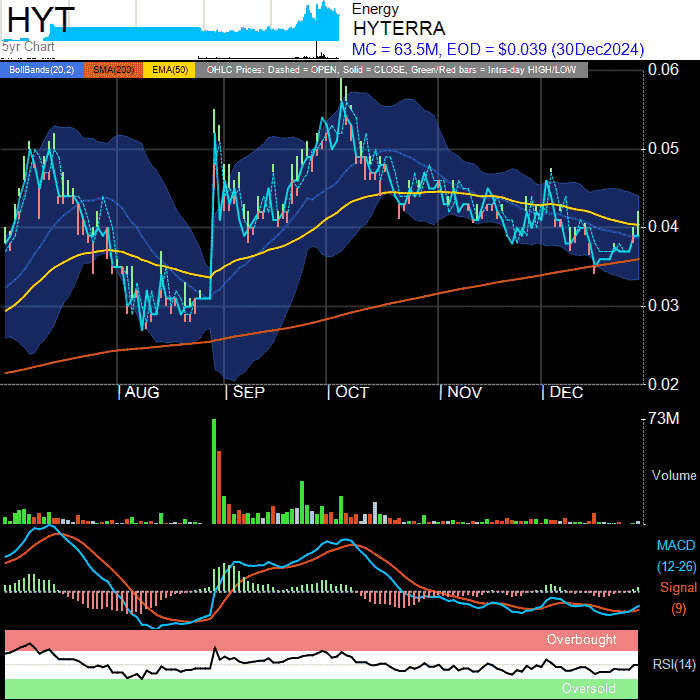 HYT
5yr Chart
Energy
HYTERRA
MC = 63.5M, EOD = $0.039 (30Dec2024)
BollBands(20,2) SMA(200) EMA(50) OHLC Prices: Dashed = OPEN, Solid = CLOSE, Green/Red bars = Intra-day HIGH/LOW
0.06
0.05
0.04
0.03
0.02
AUG SEP OCT NOV DEC
73M
Volume
MACD
(12-26)
Signal
(9)
Overbought
RSI(14)
Oversold